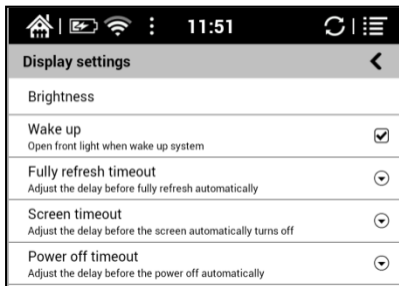 11:51
Display settings
Brightness
Wake up
Open front light when wake up system
Fully refresh timeout
Adjust the delay before fully refresh automatically
Screen timeout
Adjust the delay before the screen automatically turns off
Power off timeout
Adjust the delay before the power off automatically